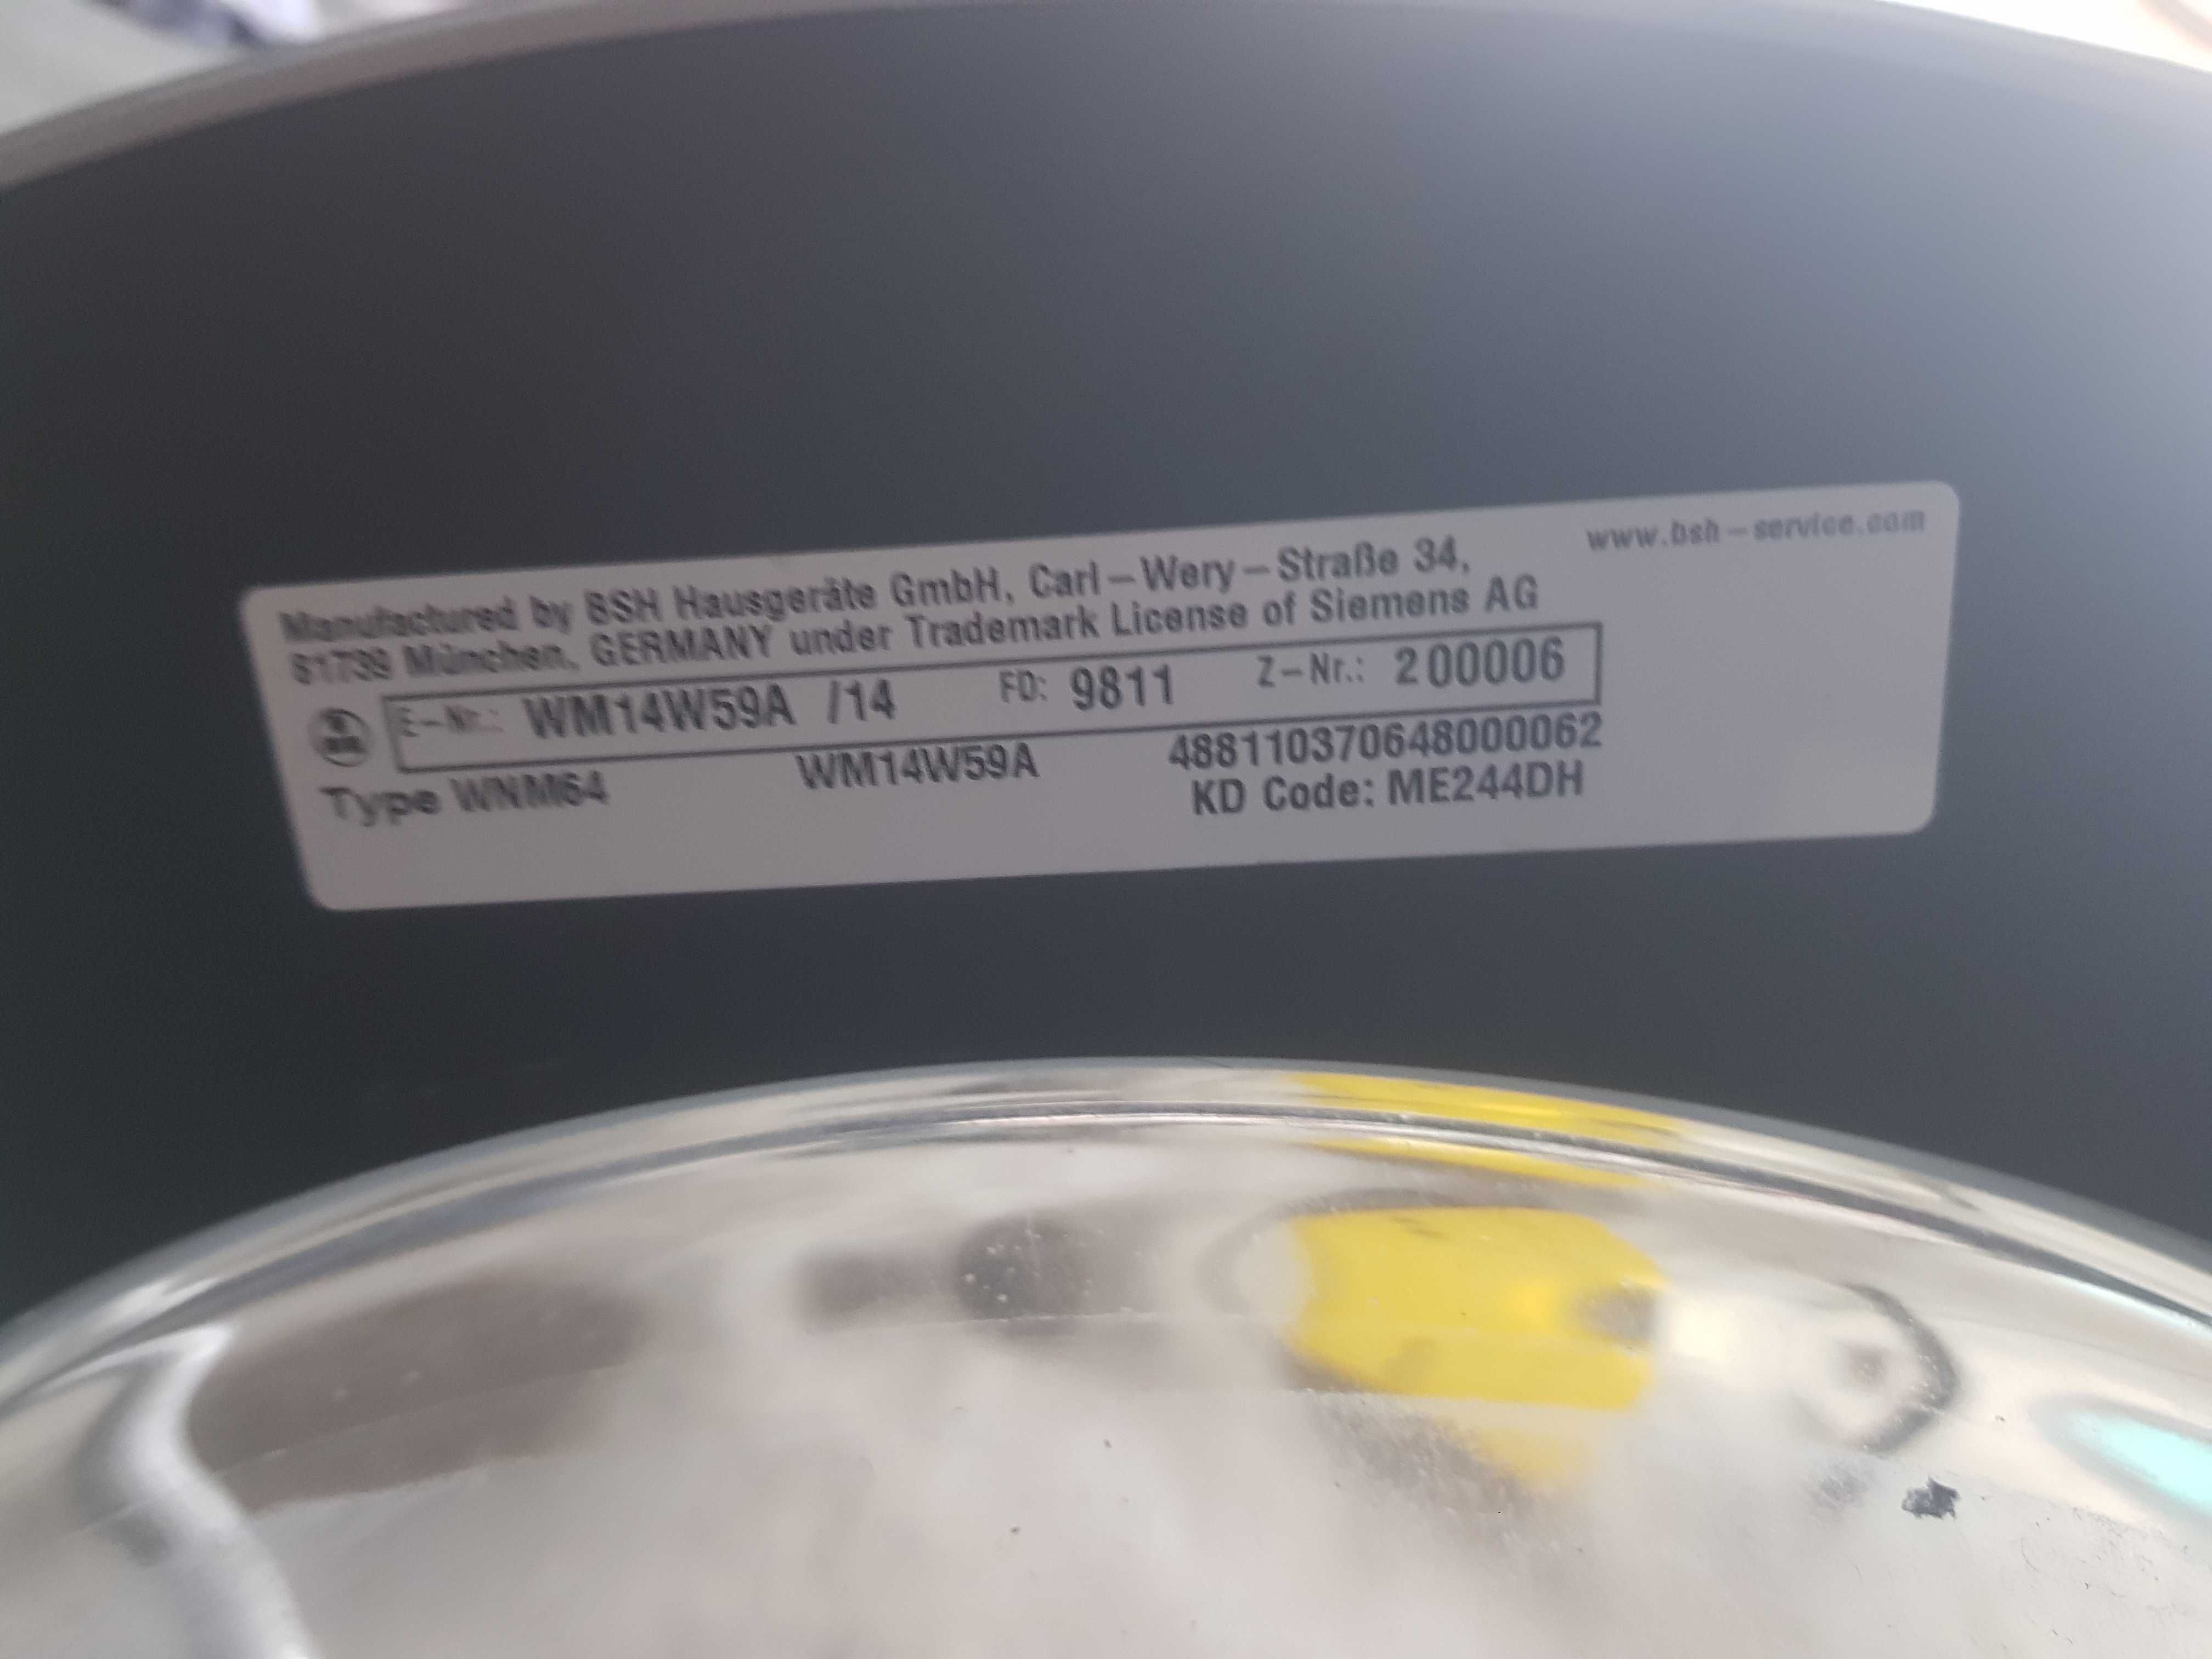 www.bsh-service.com
Manufactured by BSH Hausgeräte GmbH, Carl-Wery-Straße 34,
81739 München, GERMANY under Trademark License of Siemens AG
E-Nr.: WM14W59A /14 FD: 9811 Z-Nr.: 200006
Type WNM64 WM14W59A 488110370648000062
KD Code: ME244DH